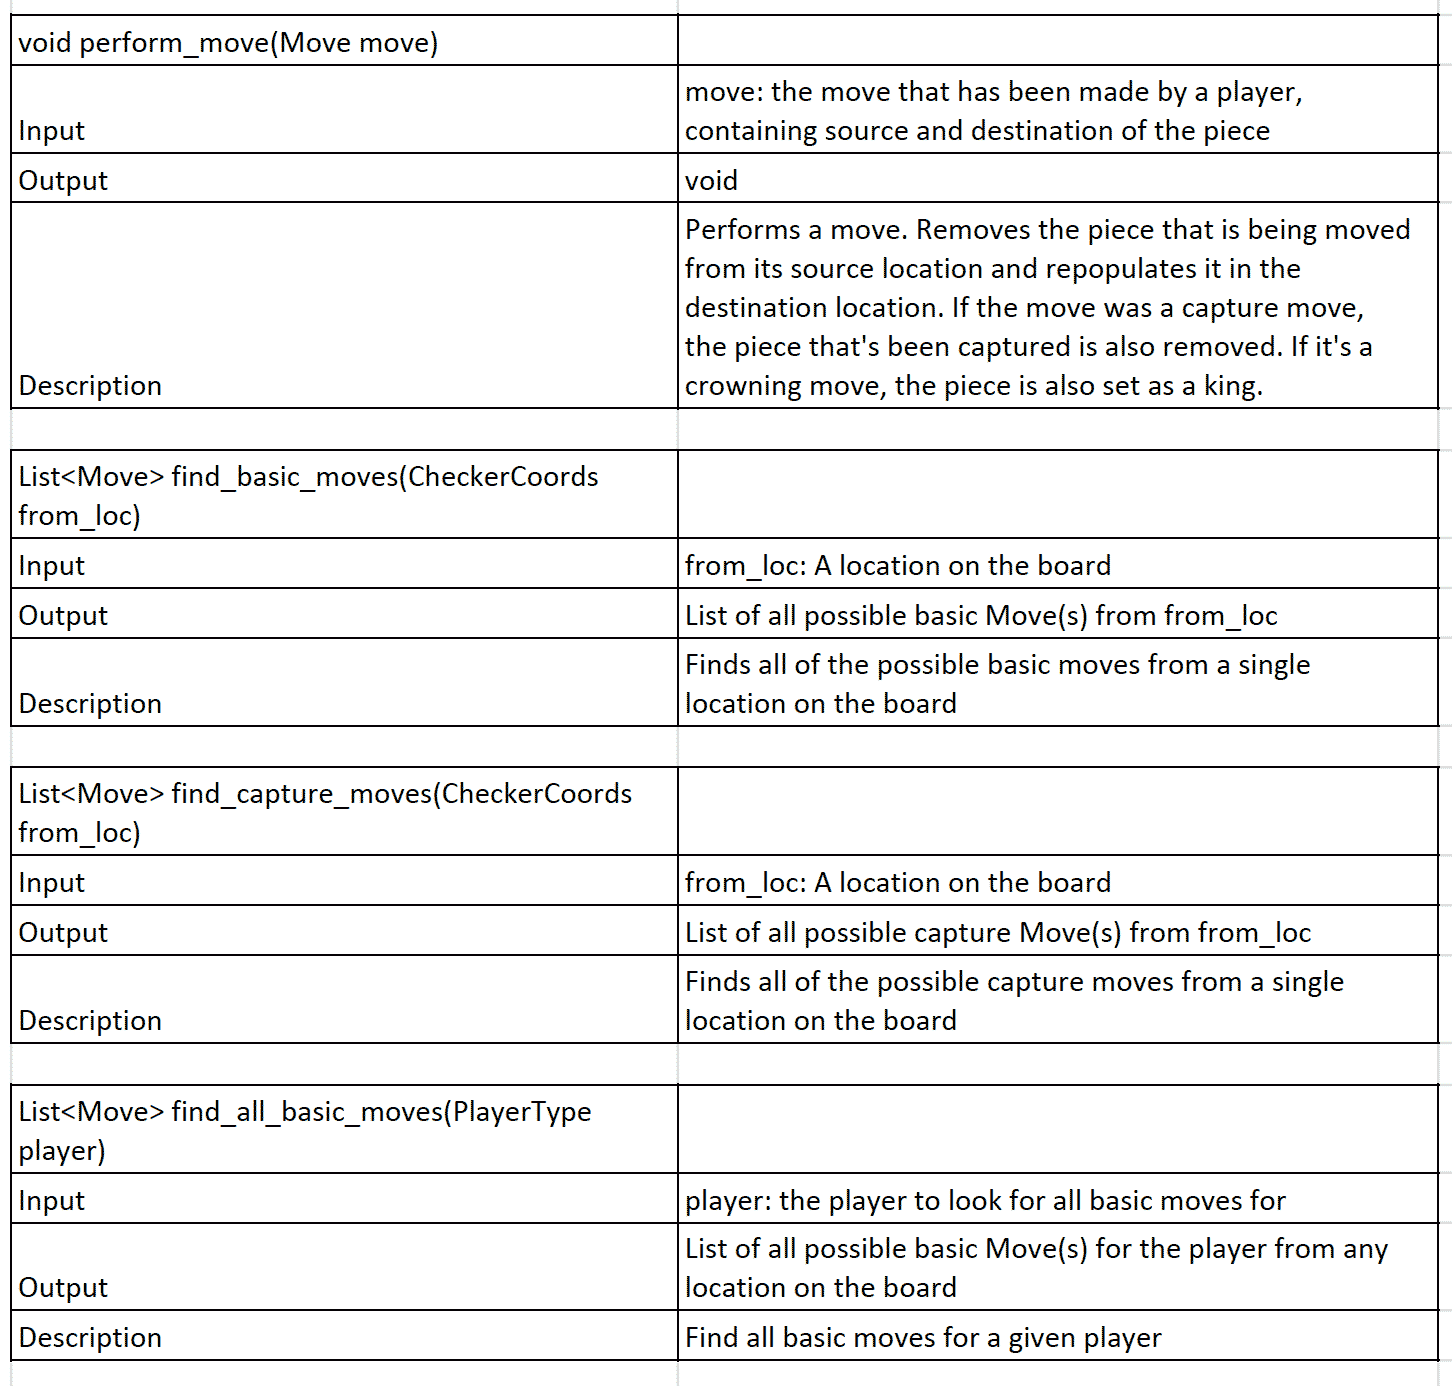 void perform_move(Move move)
Input
move: the move that has been made by a player,
containing source and destination of the piece
Output
void
Description
Performs a move. Removes the piece that is being moved
from its source location and repopulates it in the
destination location. If the move was a capture move,
the piece that's been captured is also removed. If it's a
crowning move, the piece is also set as a king.
List<Move> find_basic_moves(CheckerCoords
from_loc)
Input
from_loc: A location on the board
Output
List of all possible basic Move(s) from from_loc
Description
Finds all of the possible basic moves from a single
location on the board
List<Move> find_capture_moves(CheckerCoords
from_loc)
Input
from_loc: A location on the board
Output
List of all possible capture Move(s) from from_loc
Description
Finds all of the possible capture moves from a single
location on the board
List<Move> find_all_basic_moves(PlayerType
player)
Input
player: the player to look for all basic moves for
Output
List of all possible basic Move(s) for the player from any
location on the board
Description
Find all basic moves for a given player